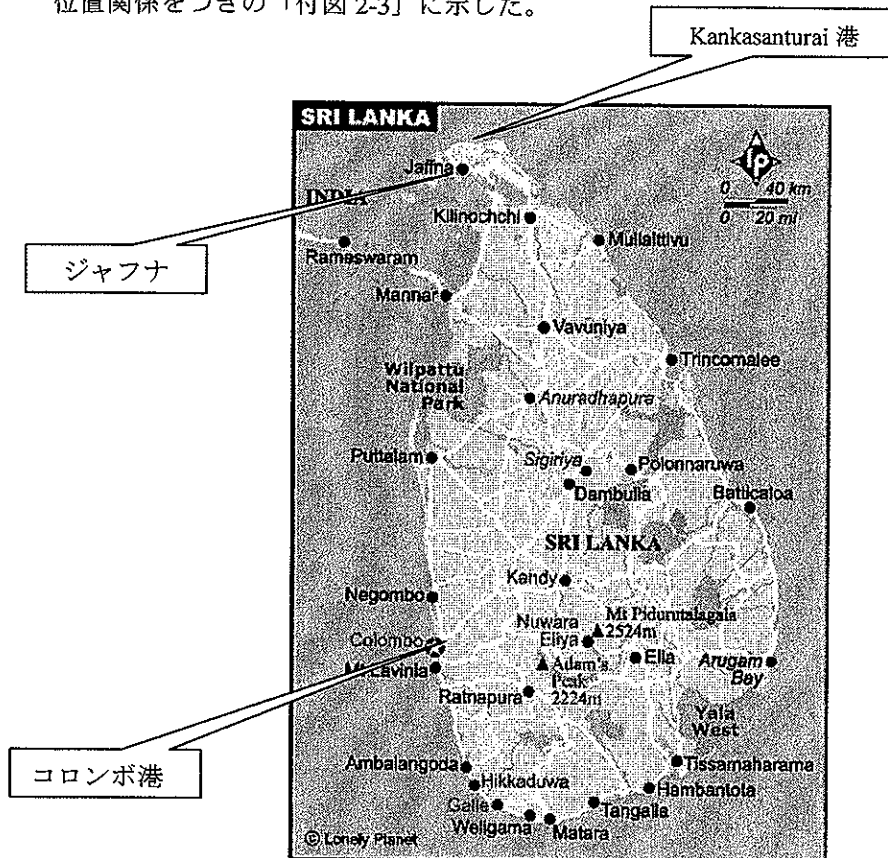 位置関係をつぎの「付図 2-3」に示した。
Kankasanturai 港
SRI LANKA
Jaffna
INDIA
0 40 km
0 20 mi
Kilinochchi
Mullaittivu
ジャフナ
Rameswaram
Mannar
Vavuniya
Trincomalee
Wilpattu
National
Park
Anuradhapura
Puttalam
Sigiriya
Polonnaruwa
Dambulla
Batticaloa
SRI LANKA
Kandy
Negombo
Mt Pidurutalagala
2524m
Nuwara
Eliya
Colombo
Ella
Arugam
Bay
Mt Lavinia
Adam's
Peak
2224m
Ratnapura
Yala
West
コロンボ港
Ambalangoda
Tissamaharama
Hikkaduwa
Hambantota
Galle
Tangalla
Weligama
Matara
© Lonely Planet
lp